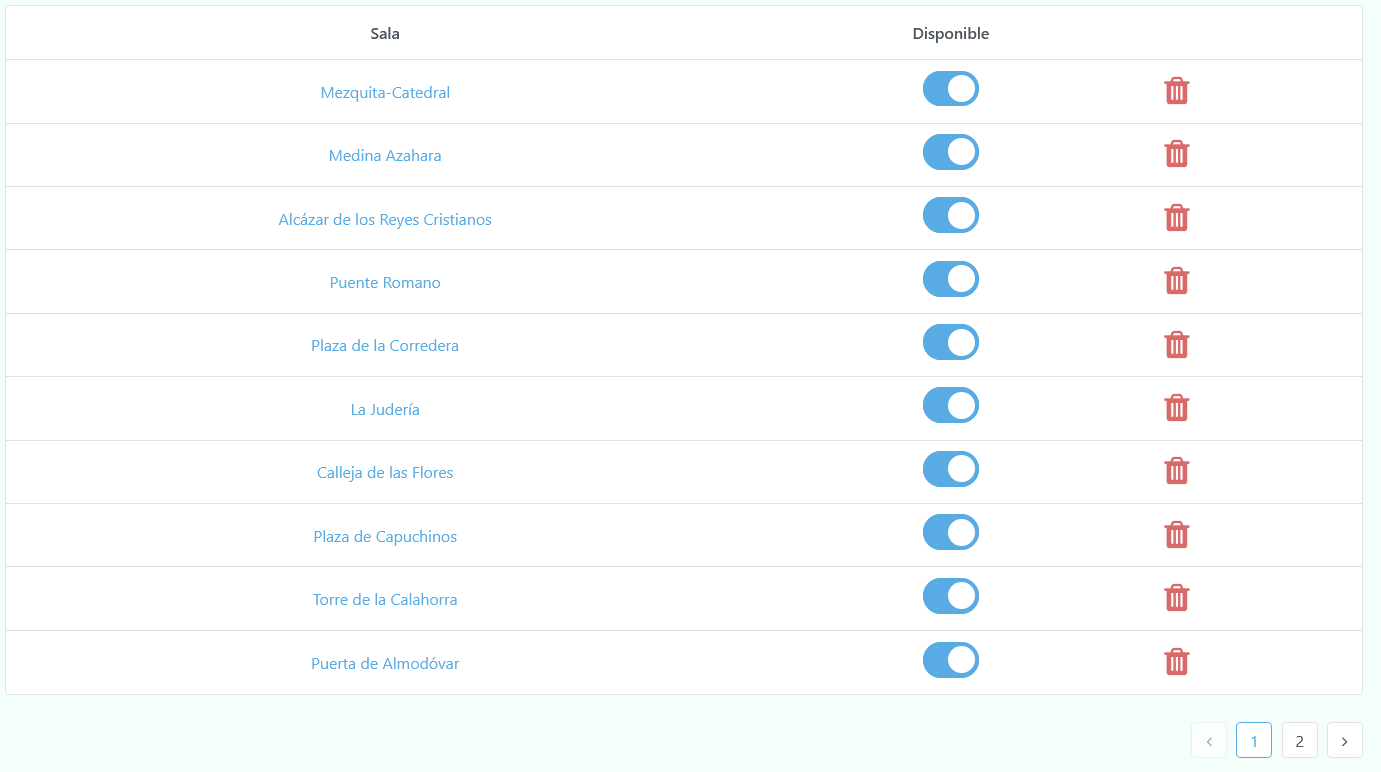 Sala Disponible
Mezquita-Catedral
Medina Azahara
Alcázar de los Reyes Cristianos
Puente Romano
Plaza de la Corredera
La Judería
Calleja de las Flores
Plaza de Capuchinos
Torre de la Calahorra
Puerta de Almodóvar
1 2